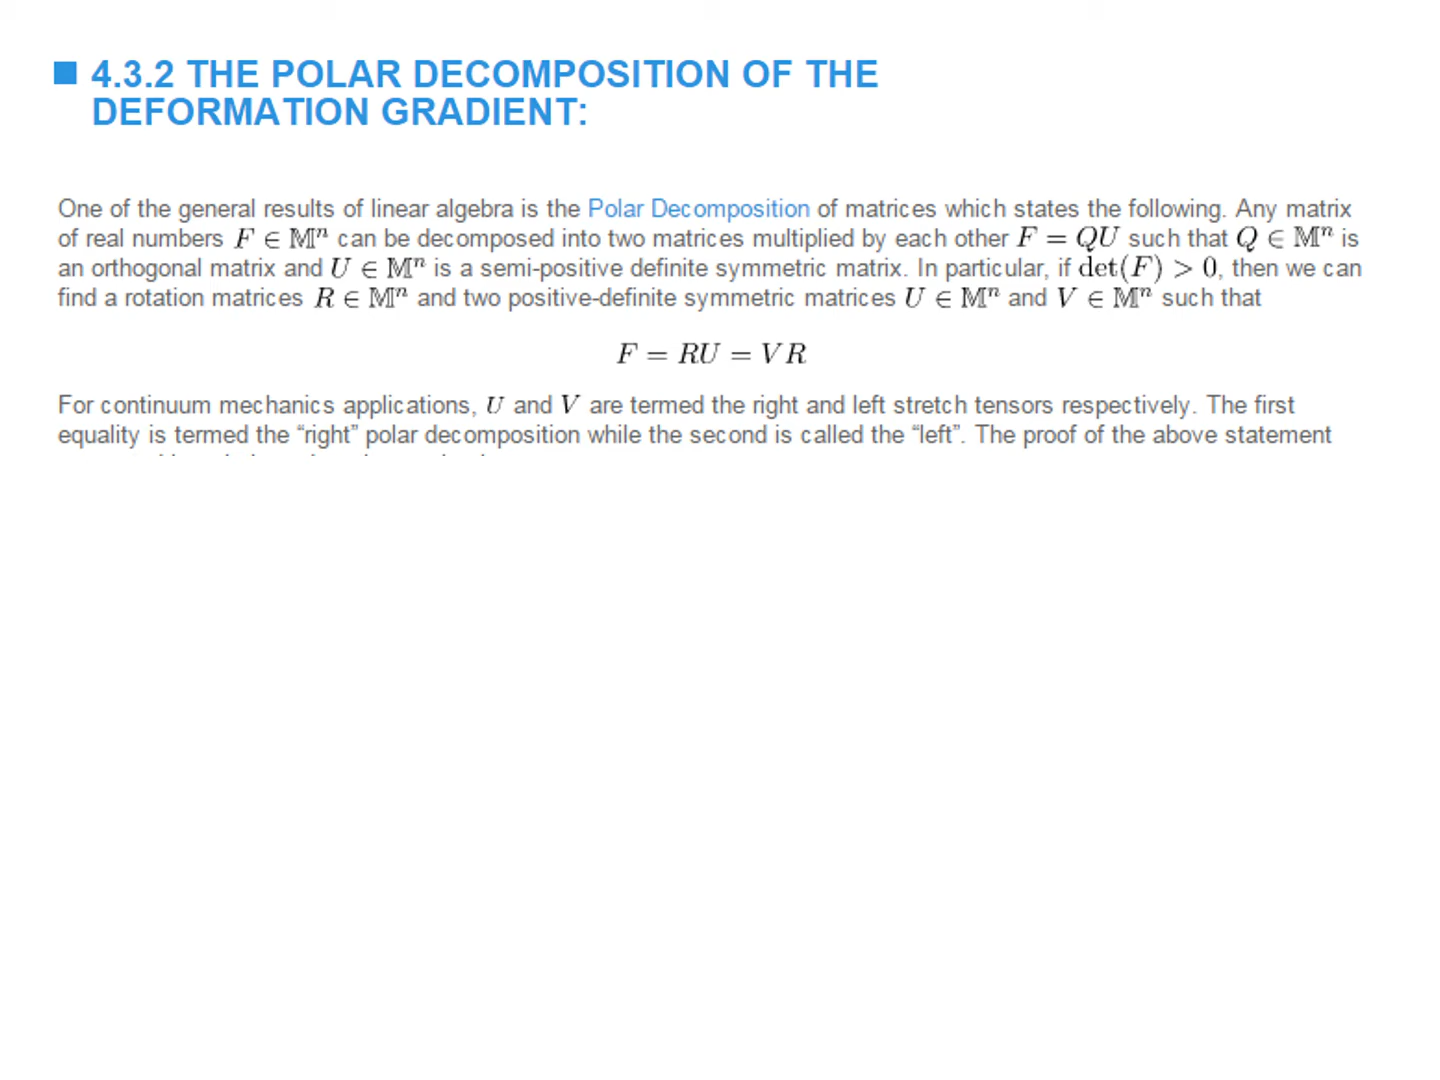 4.3.2 THE POLAR DECOMPOSITION OF THE
DEFORMATION GRADIENT:
One of the general results of linear algebra is the Polar Decomposition of matrices which states the following. Any matrix
of real numbers F ∈ 𝕄ⁿ can be decomposed into two matrices multiplied by each other F = QU such that Q ∈ 𝕄ⁿ is
an orthogonal matrix and U ∈ 𝕄ⁿ is a semi-positive definite symmetric matrix. In particular, if det(F) > 0, then we can
find a rotation matrices R ∈ 𝕄ⁿ and two positive-definite symmetric matrices U ∈ 𝕄ⁿ and V ∈ 𝕄ⁿ such that
F = RU = VR
For continuum mechanics applications, U and V are termed the right and left stretch tensors respectively. The first
equality is termed the “right” polar decomposition while the second is called the “left”. The proof of the above statement